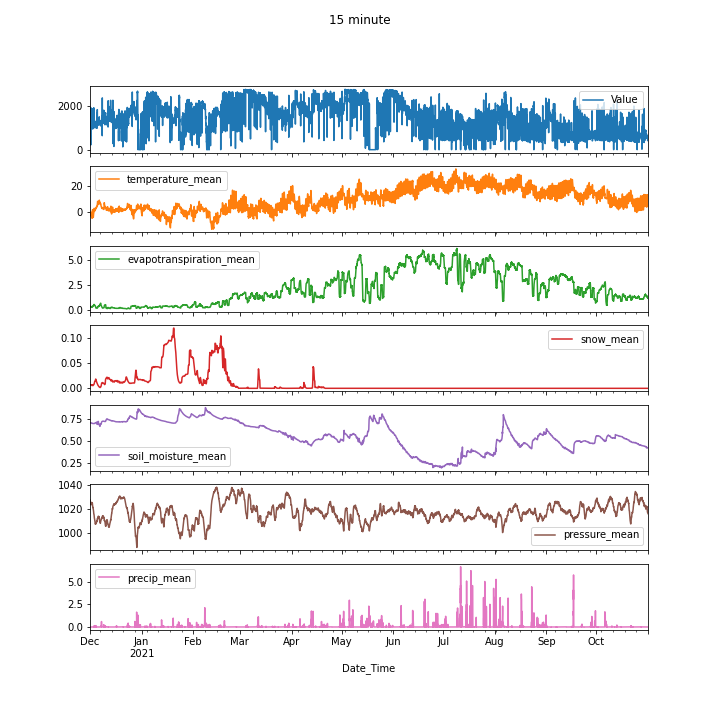 15 minute
2000
0
Value
20
0
temperature_mean
5.0
2.5
0.0
evapotranspiration_mean
0.10
0.05
0.00
snow_mean
0.75
0.50
0.25
soil_moisture_mean
1040
1020
1000
pressure_mean
5.0
2.5
0.0
precip_mean
Dec Jan Feb Mar Apr May Jun Jul Aug Sep Oct
2021
Date_Time